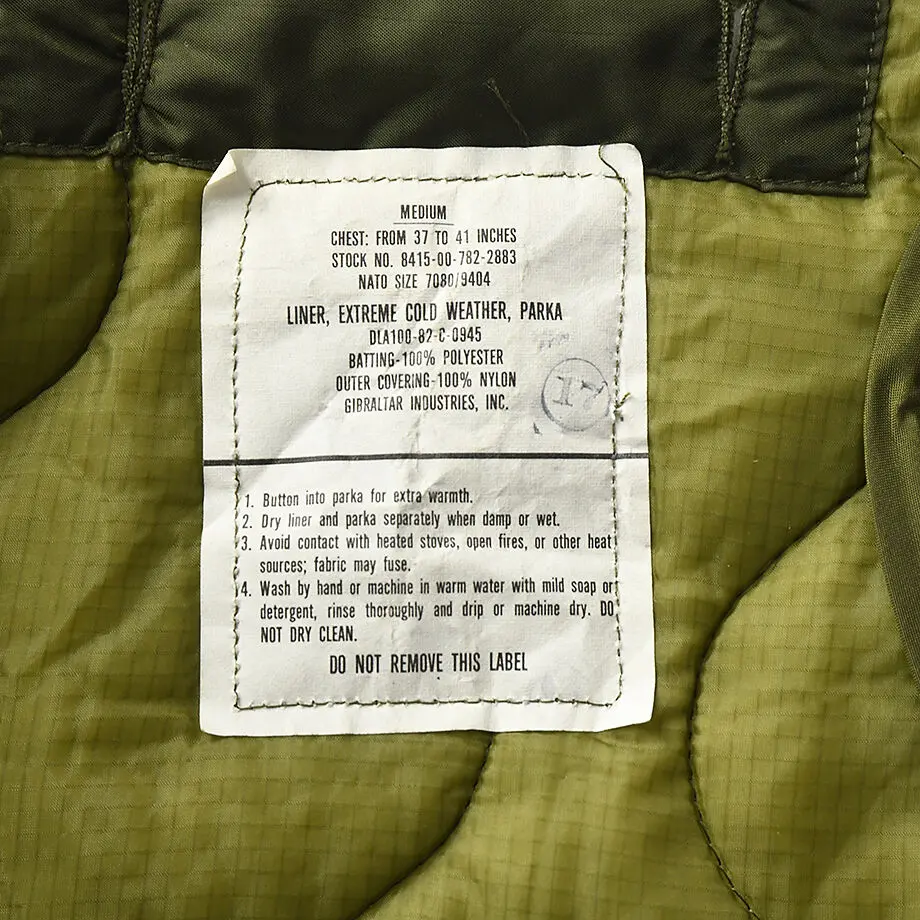 MEDIUM
CHEST: FROM 37 TO 41 INCHES
STOCK NO. 8415-00-782-2883
NATO SIZE 7080/9404
LINER, EXTREME COLD WEATHER, PARKA
DLA100-82-C-0945
BATTING-100% POLYESTER
OUTER COVERING-100% NYLON
GIBRALTAR INDUSTRIES, INC.
1. Button into parka for extra warmth.
2. Dry liner and parka separately when damp or wet.
3. Avoid contact with heated stoves, open fires, or other heat
sources; fabric may fuse.
4. Wash by hand or machine in warm water with mild soap or
detergent, rinse thoroughly and drip or machine dry. DO
NOT DRY CLEAN.
DO NOT REMOVE THIS LABEL